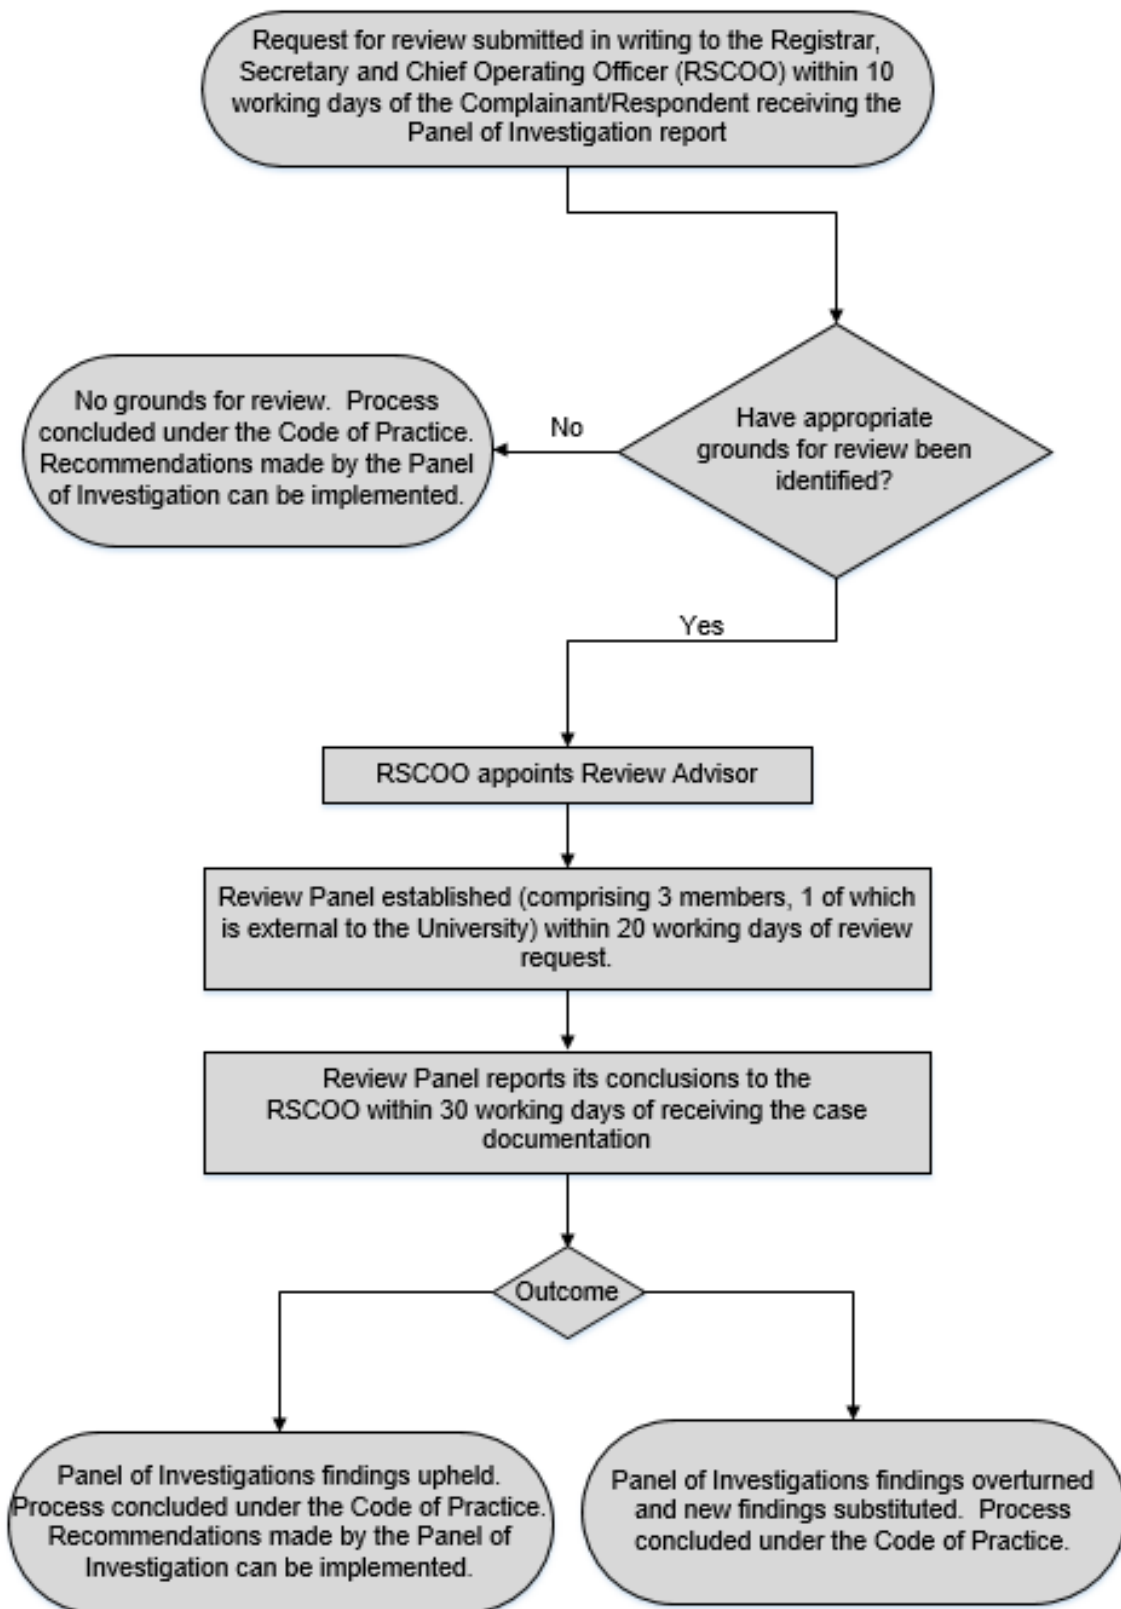 Request for review submitted in writing to the Registrar,
Secretary and Chief Operating Officer (RSCOO) within 10
working days of the Complainant/Respondent receiving the
Panel of Investigation report
Have appropriate
grounds for review been
identified?
No
No grounds for review.  Process
concluded under the Code of Practice.
Recommendations made by the Panel
of Investigation can be implemented.
Yes
RSCOO appoints Review Advisor
Review Panel established (comprising 3 members, 1 of which
is external to the University) within 20 working days of review
request.
Review Panel reports its conclusions to the
RSCOO within 30 working days of receiving the case
documentation
Outcome
Panel of Investigations findings upheld.
Process concluded under the Code of Practice.
Recommendations made by the Panel of
Investigation can be implemented.
Panel of Investigations findings overturned
and new findings substituted.  Process
concluded under the Code of Practice.